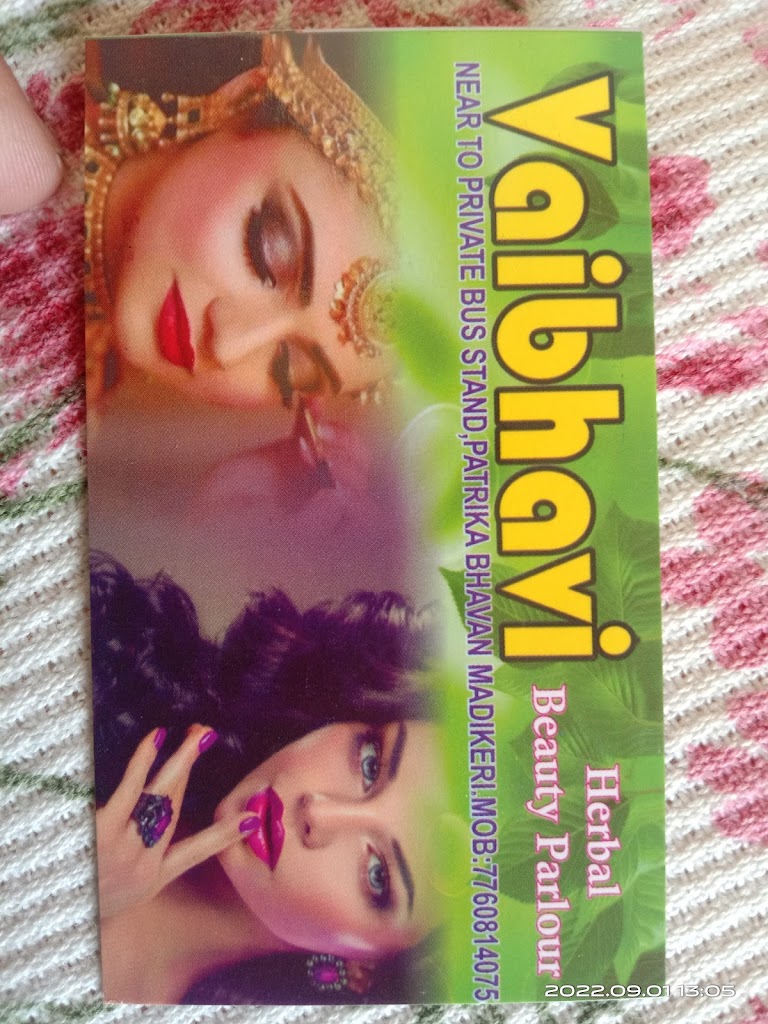 Vaibhavi
Herbal
Beauty Parlour
NEAR TO PRIVATE BUS STAND,PATRIKA BHAVAN MADIKERI.MOB:7760814075
2022.09.01 13:05